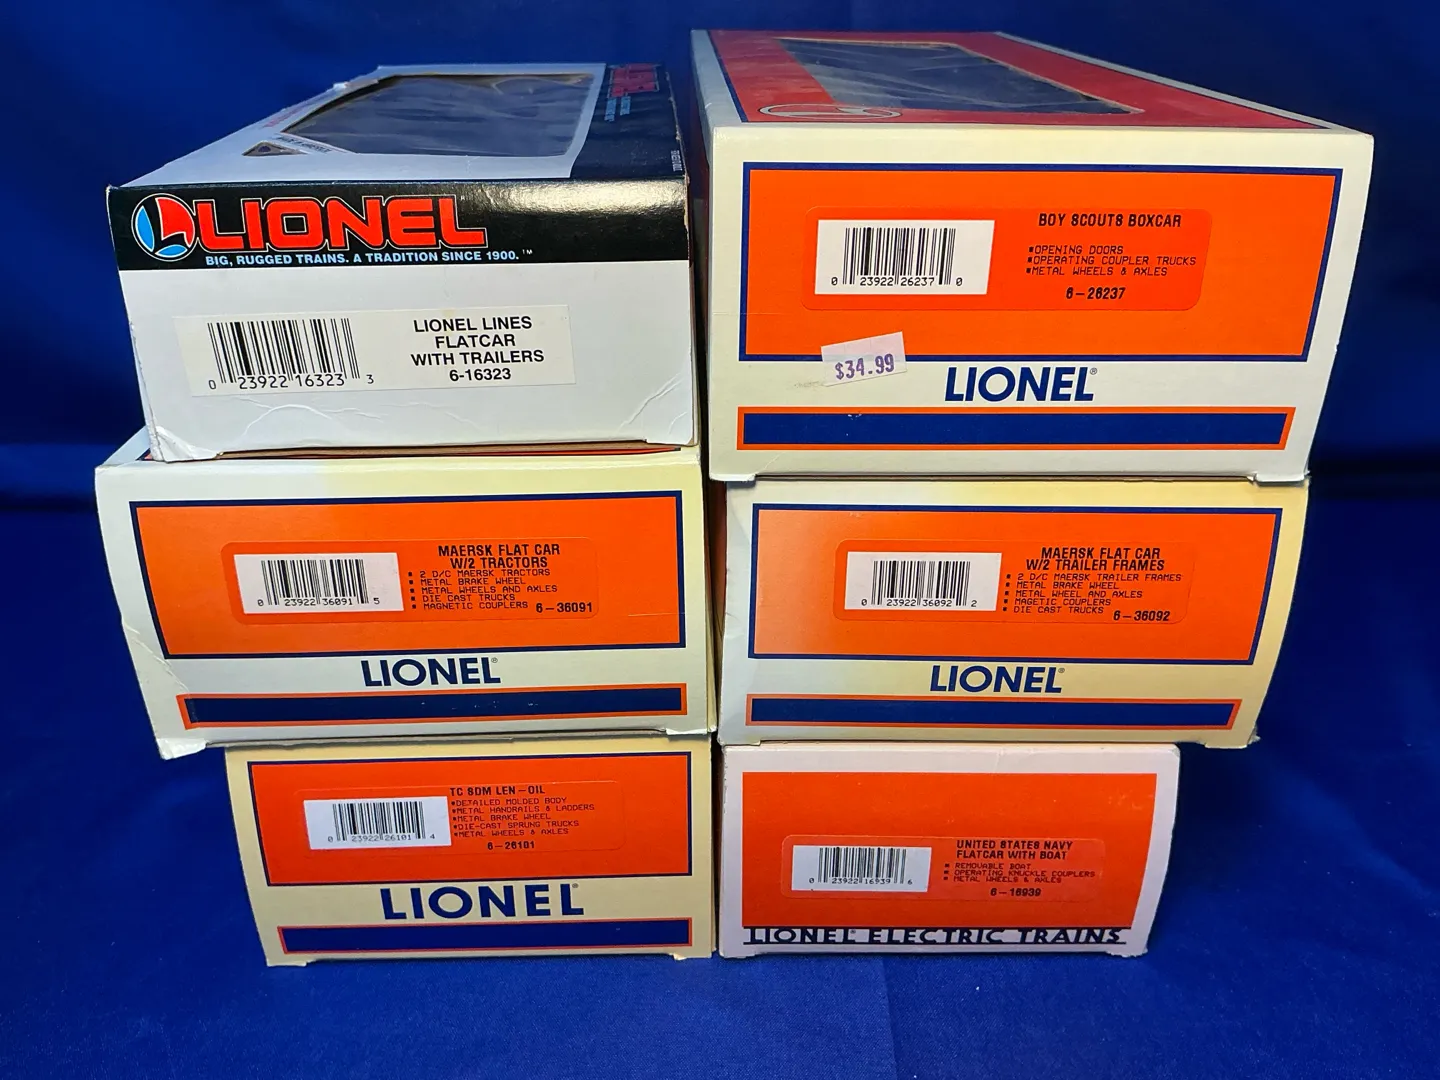 LIONEL
BIG, RUGGED TRAINS. A TRADITION SINCE 1900.™
LIONEL LINES
FLATCAR
WITH TRAILERS
6-16323
0 23922 16323 3
BOY SCOUTS BOXCAR
▪OPENING DOORS
▪OPERATING COUPLER TRUCKS
▪METAL WHEELS & AXLES
6-26237
0 23922 26237 0
$34.99
LIONEL®
MAERSK FLAT CAR
W/2 TRACTORS
▪ 2 D/C MAERSK TRACTORS
▪ METAL BRAKE WHEEL
▪ METAL WHEELS AND AXLES
▪ DIE CAST TRUCKS
▪ MAGNETIC COUPLERS 6-36091
0 23922 36091 5
LIONEL®
MAERSK FLAT CAR
W/2 TRAILER FRAMES
▪ 2 D/C MAERSK TRAILER FRAMES
▪ METAL BRAKE WHEEL
▪ METAL WHEEL AND AXLES
▪ MAGETIC COUPLERS
▪ DIE CAST TRUCKS
6-36092
0 23922 36092 2
LIONEL®
TC 8DM LEN-OIL
▪DETAILED MOLDED BODY
▪METAL HANDRAILS & LADDERS
▪METAL BRAKE WHEEL
▪DIE-CAST SPRUNG TRUCKS
▪METAL WHEELS & AXLES
6-26101
0 23922 26101 4
LIONEL®
UNITED STATES NAVY
FLATCAR WITH BOAT
▪ REMOVABLE BOAT
▪ OPERATING KNUCKLE COUPLERS
▪ METAL WHEELS & AXLES
6-16939
0 23922 16939 6
LIONEL® ELECTRIC TRAINS